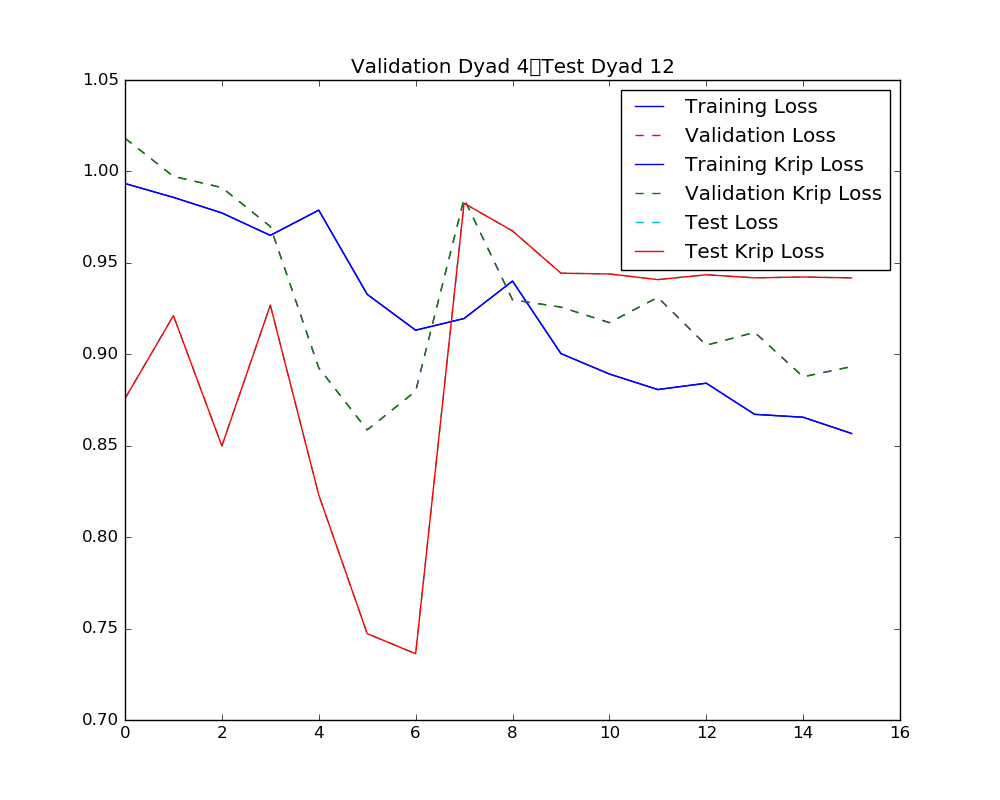 Validation Dyad 4▯Test Dyad 12
1.05
1.00
0.95
0.90
0.85
0.80
0.75
0.70
0 2 4 6 8 10 12 14 16
Training Loss
Validation Loss
Training Krip Loss
Validation Krip Loss
Test Loss
Test Krip Loss